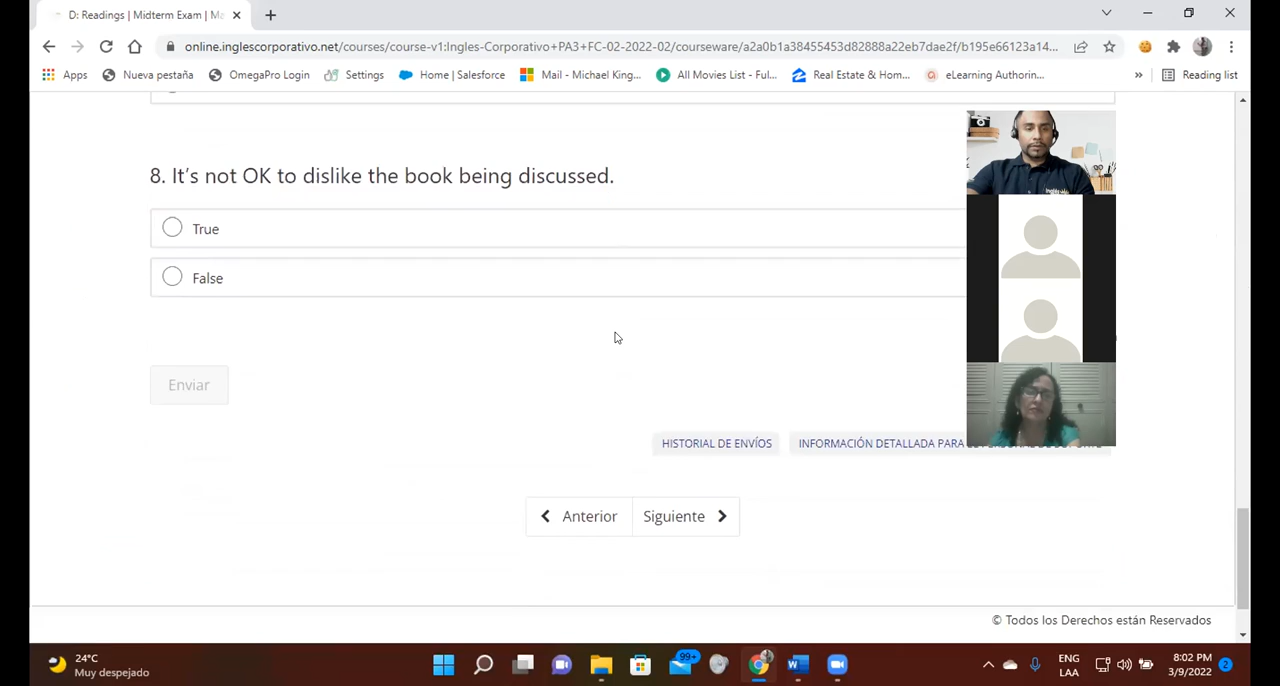 D: Readings | Midterm Exam | Ma
online.inglescorporativo.net/courses/course-v1:Ingles-Corporativo+PA3+FC-02-2022-02/courseware/a2a0b1a38455453d82888a22eb7dae2f/b195e66123a14...
Apps Nueva pestaña OmegaPro Login Settings Home | Salesforce Mail - Michael King... All Movies List - Ful... Real Estate & Hom... eLearning Authorin... » Reading list
8. It's not OK to dislike the book being discussed.
True
False
Enviar
HISTORIAL DE ENVÍOS INFORMACIÓN DETALLADA PARA
Anterior Siguiente
© Todos los Derechos están Reservados
24°C
Muy despejado
99+
ENG
LAA
8:02 PM
3/9/2022
2